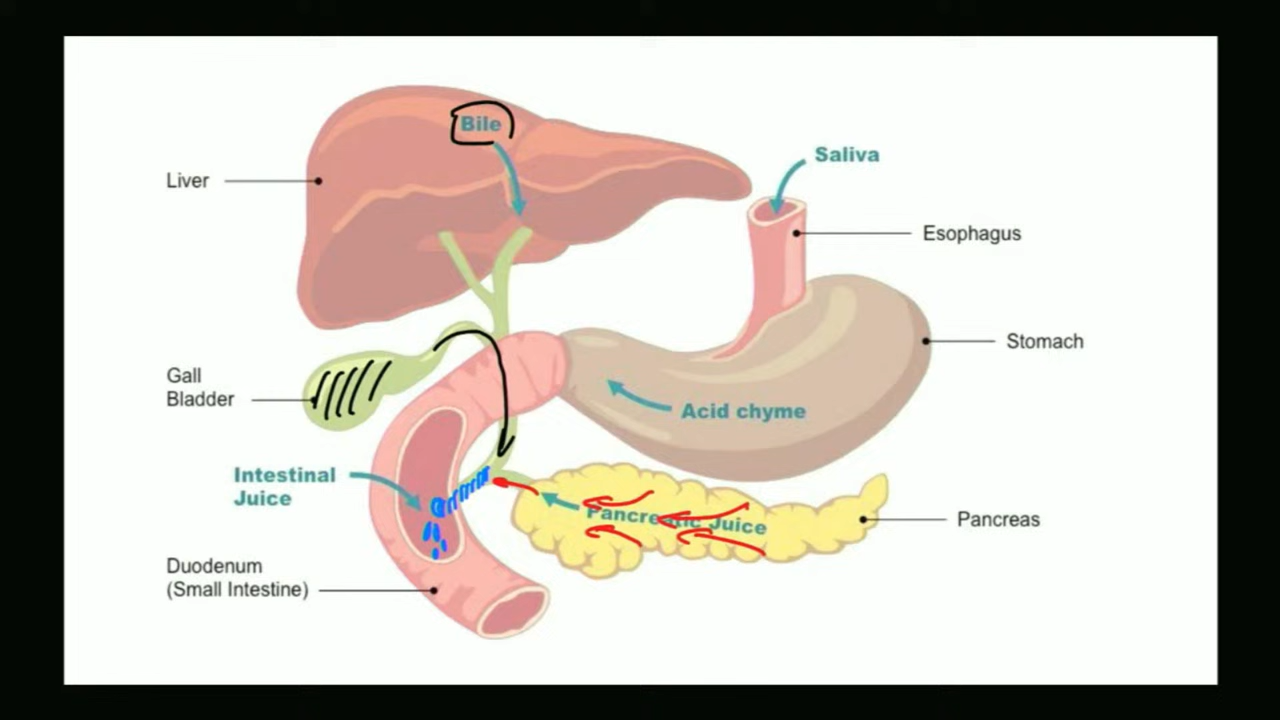 Bile
Saliva
Liver
Esophagus
Stomach
Gall
Bladder
Acid chyme
Intestinal
Juice
Pancreatic Juice
Pancreas
Duodenum
(Small Intestine)